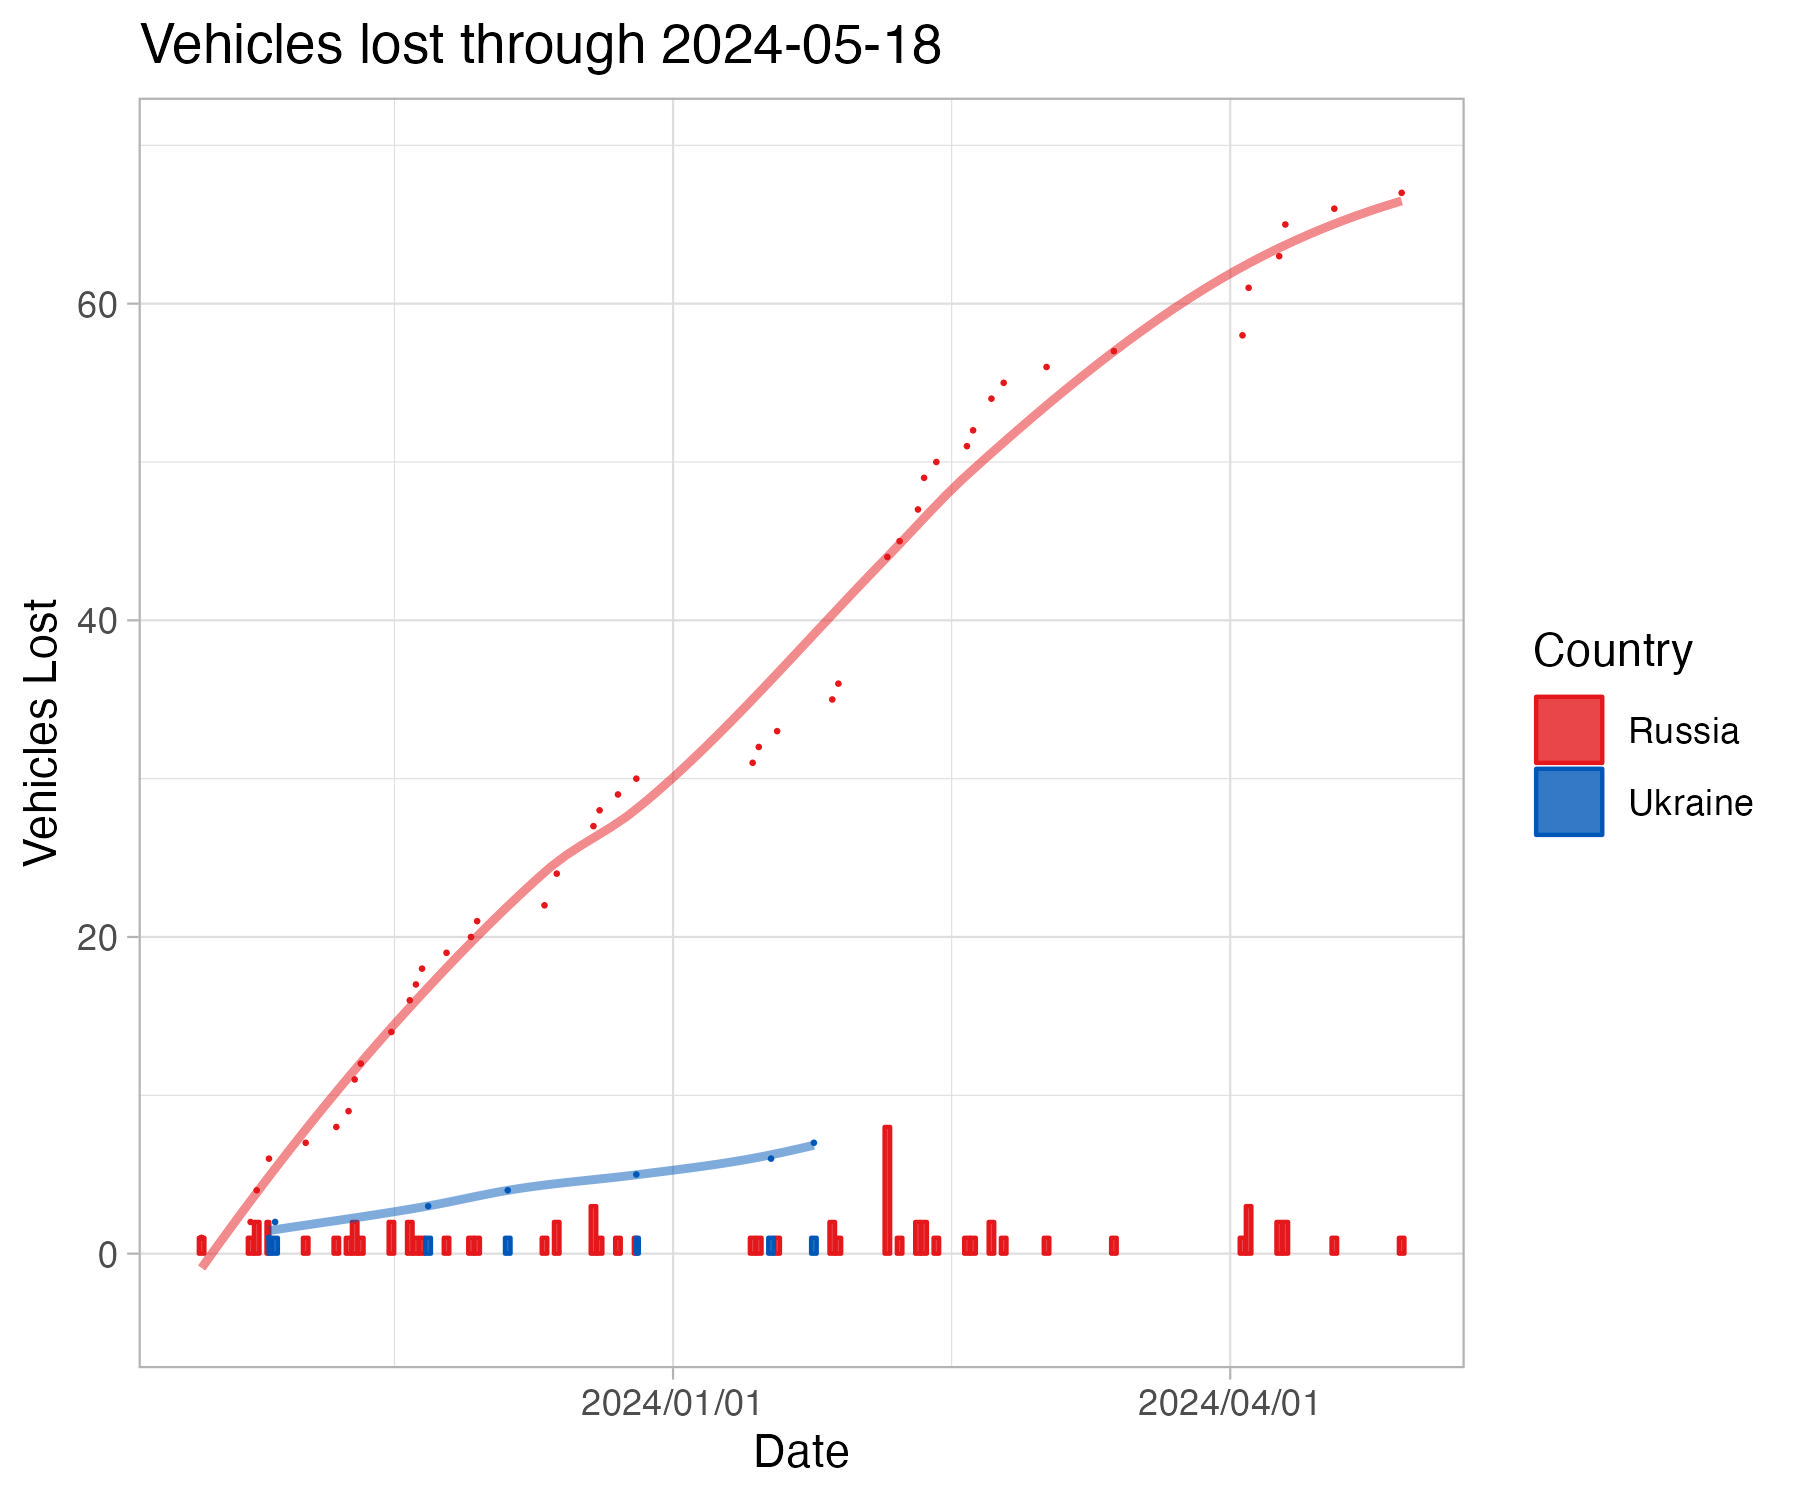 Vehicles lost through 2024-05-18
60
40
20
0
Vehicles Lost
2024/01/01
2024/04/01
Date
Country
Russia
Ukraine